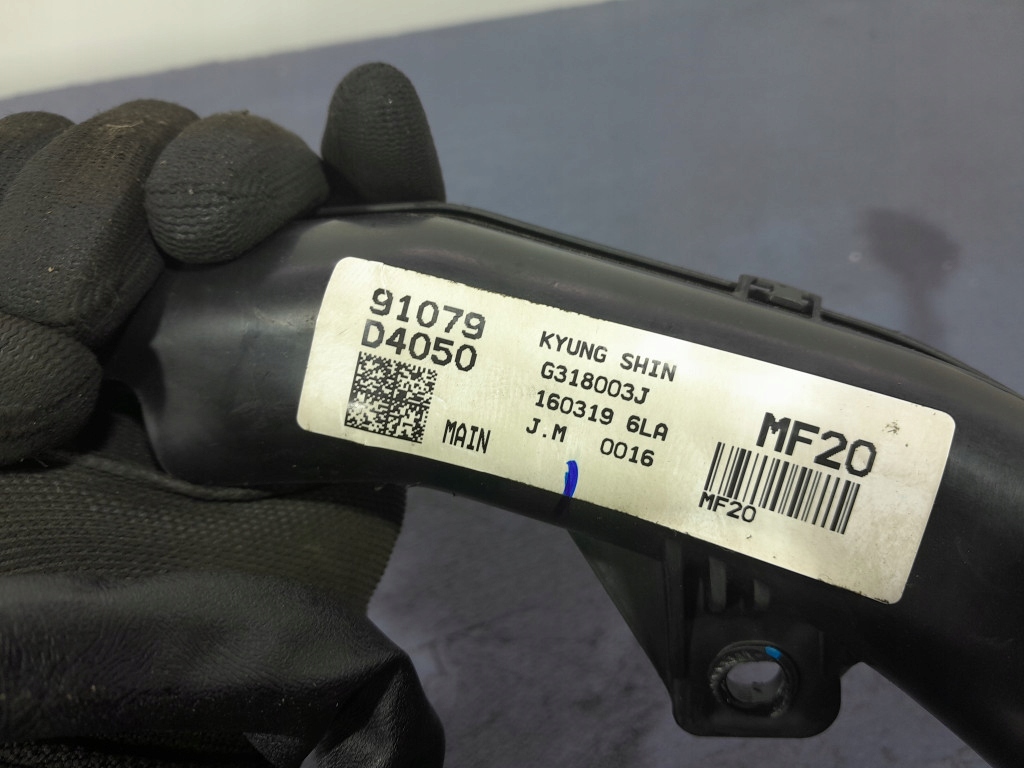 91079
D4050
MAIN
KYUNG SHIN
G318003J
160319 6LA
J.M 0016
MF20
MF20